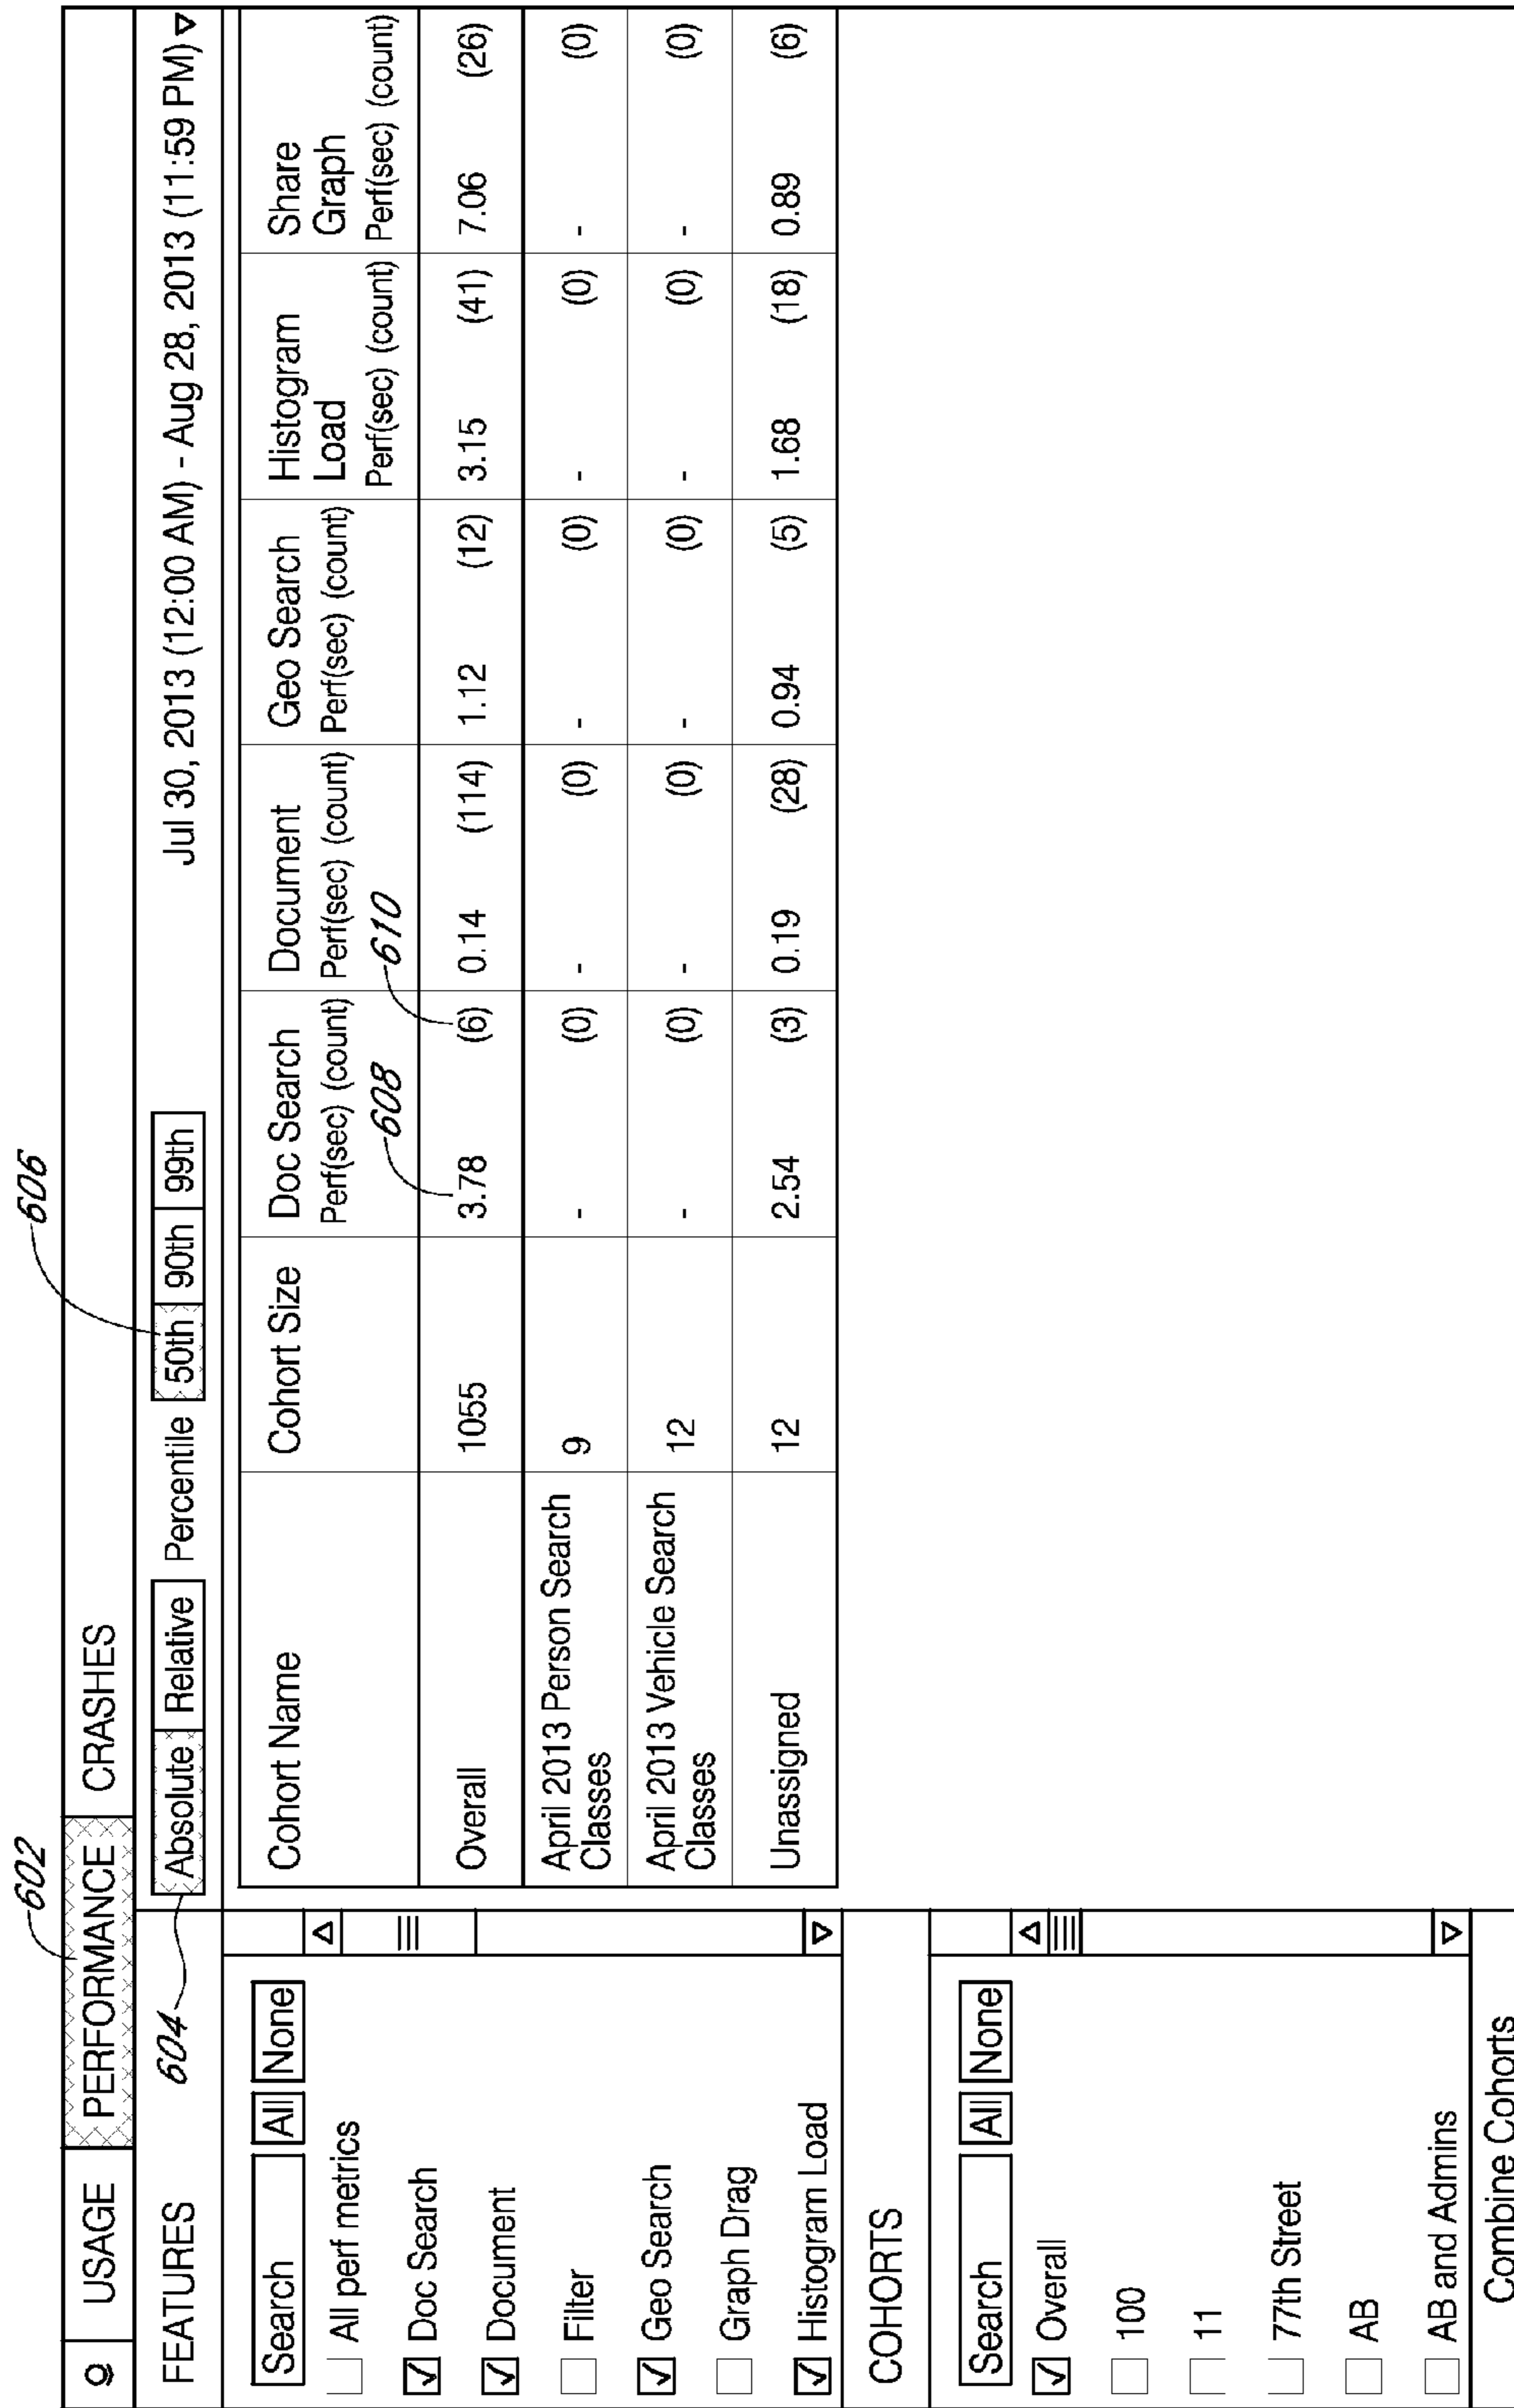 602
606
USAGE PERFORMANCE CRASHES
FEATURES
604
Absolute Relative Percentile 50th 90th 99th Jul 30, 2013 (12:00 AM) - Aug 28, 2013 (11:59 PM)
Search All None
All perf metrics
Doc Search
Document
Filter
Geo Search
Graph Drag
Histogram Load
COHORTS
Search All None
Overall
100
11
77th Street
AB
AB and Admins
Combine Cohorts
Cohort Name Cohort Size Doc Search Document Geo Search Histogram Load Share Graph
Perf(sec) (count) Perf(sec) (count) Perf(sec) (count) Perf(sec) (count) Perf(sec) (count)
608 610
Overall 1055 3.78 (6) 0.14 (114) 1.12 (12) 3.15 (41) 7.06 (26)
April 2013 Person Search Classes 9 - (0) - (0) - (0) - (0) - (0)
April 2013 Vehicle Search Classes 12 - (0) - (0) - (0) - (0) - (0)
Unassigned 12 2.54 (3) 0.19 (28) 0.94 (5) 1.68 (18) 0.89 (6)